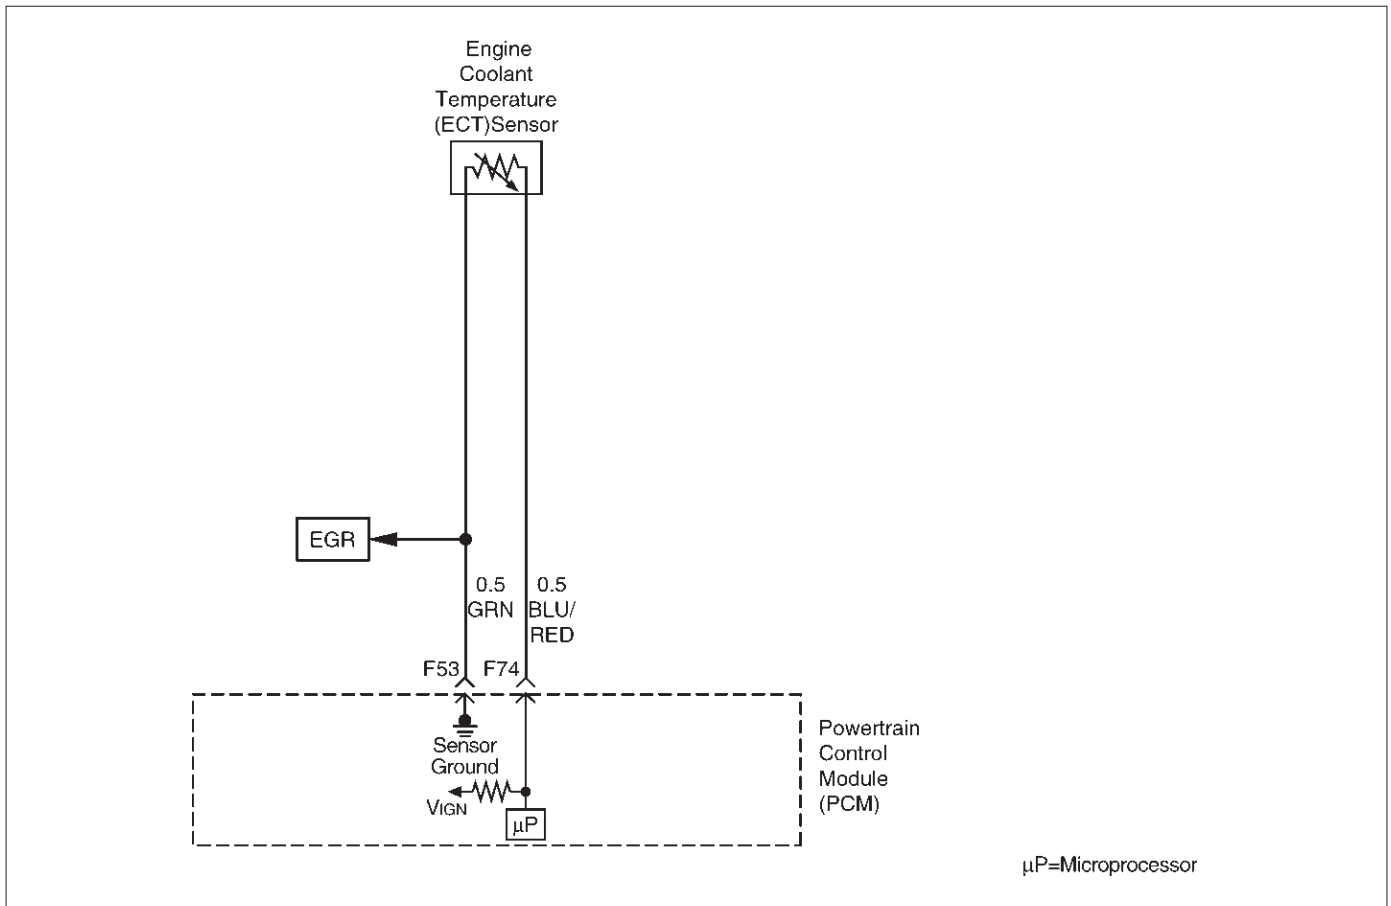 Engine
Coolant
Temperature
(ECT)Sensor
EGR
0.5
GRN
0.5
BLU/
RED
F53
F74
Sensor
Ground
VIGN
μP
Powertrain
Control
Module
(PCM)
μP=Microprocessor